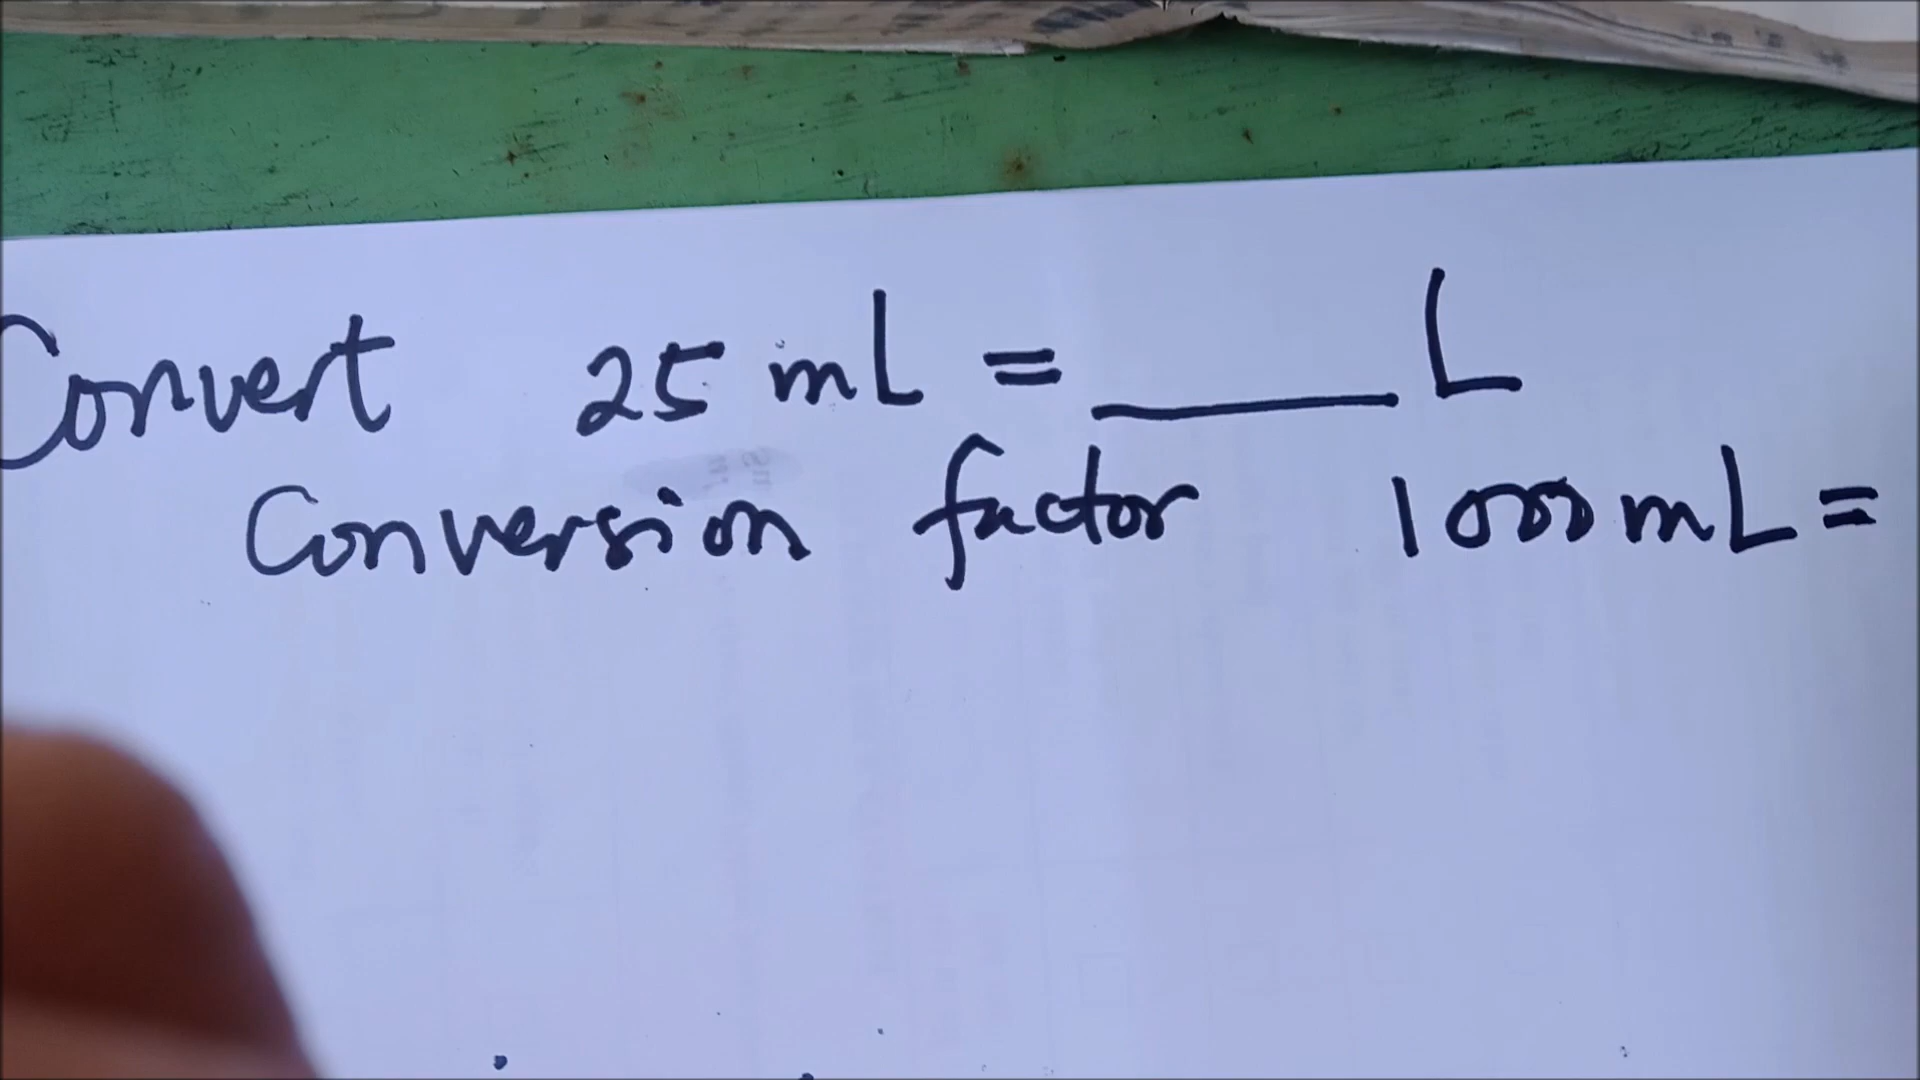 Convert 25 mL = ____ L
Conversion factor 1000 mL =